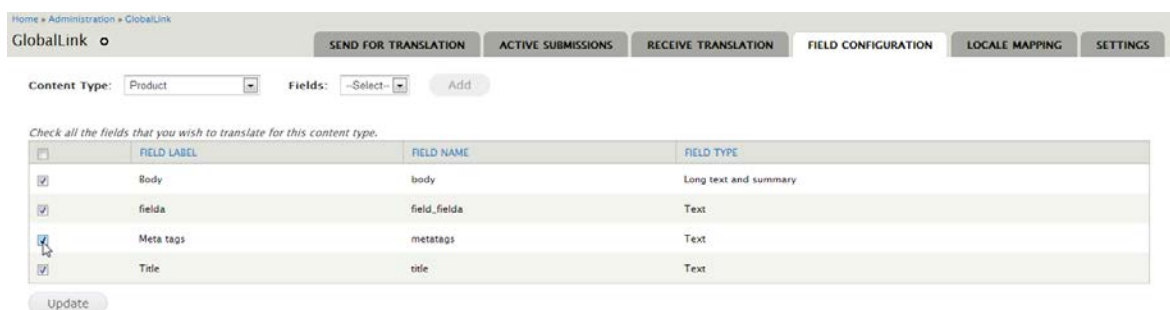 Home » Administration » GlobalLink
GlobalLink
SEND FOR TRANSLATION ACTIVE SUBMISSIONS RECEIVE TRANSLATION FIELD CONFIGURATION LOCALE MAPPING SETTINGS
Content Type: Product Fields: --Select-- Add
Check all the fields that you wish to translate for this content type.
FIELD LABEL FIELD NAME FIELD TYPE
Body body Long text and summary
fielda field_fielda Text
Meta tags metatags Text
Title title Text
Update